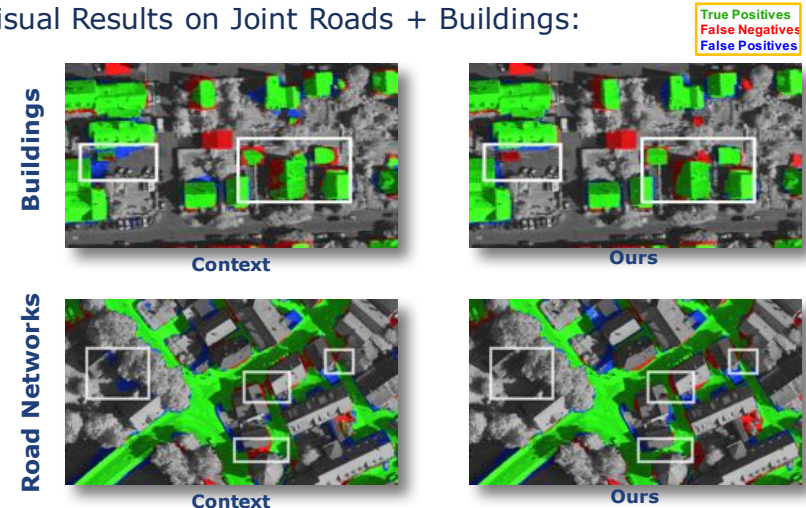 isual Results on Joint Roads + Buildings:
True Positives
False Negatives
False Positives
Buildings
Context
Ours
Road Networks
Context
Ours